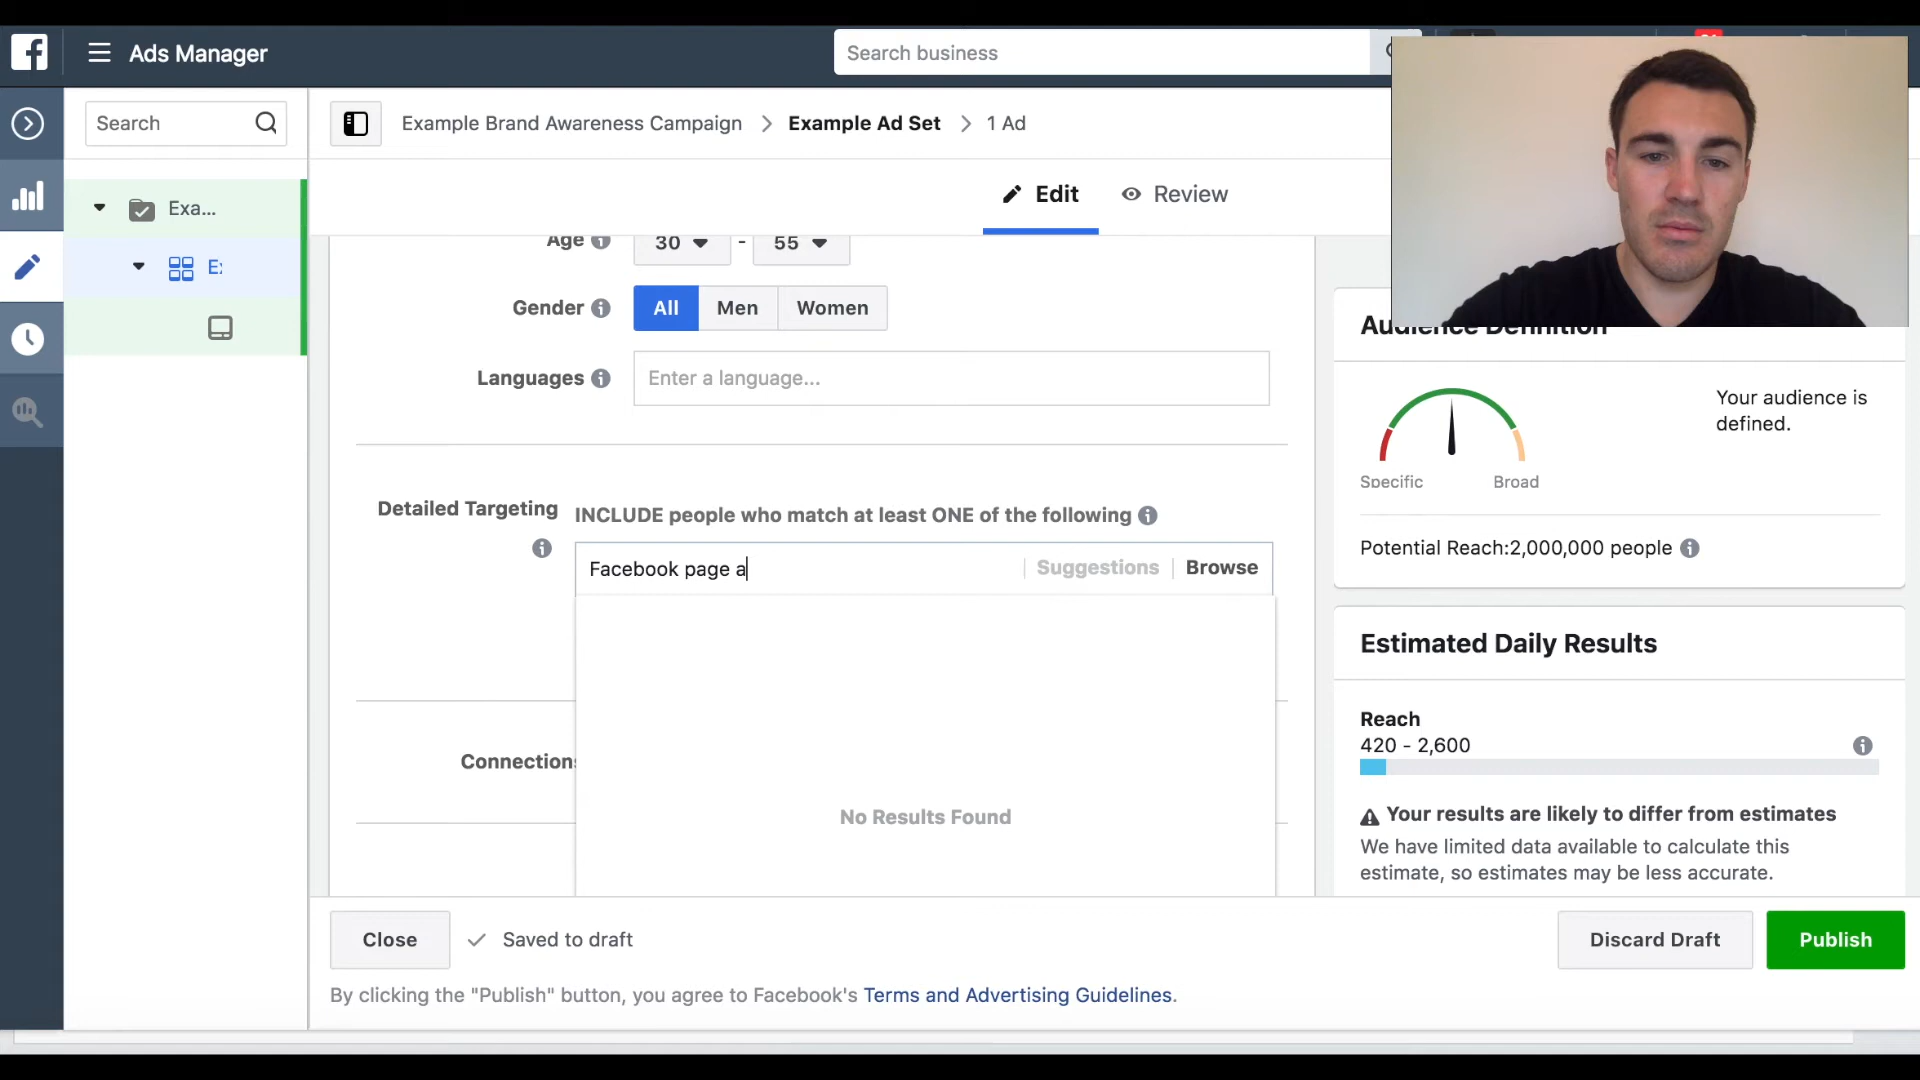 Ads Manager
Search business
Search
Example Brand Awareness Campaign > Example Ad Set > 1 Ad
Edit
Review
Exa...
Age 30 - 55
Gender All Men Women
Languages Enter a language...
Detailed Targeting
INCLUDE people who match at least ONE of the following
Facebook page a
Suggestions
Browse
No Results Found
Connections
Audience Definition
Your audience is
defined.
Specific
Broad
Potential Reach:2,000,000 people
Estimated Daily Results
Reach
420 - 2,600
Your results are likely to differ from estimates
We have limited data available to calculate this
estimate, so estimates may be less accurate.
Close
Saved to draft
Discard Draft
Publish
By clicking the "Publish" button, you agree to Facebook's Terms and Advertising Guidelines.